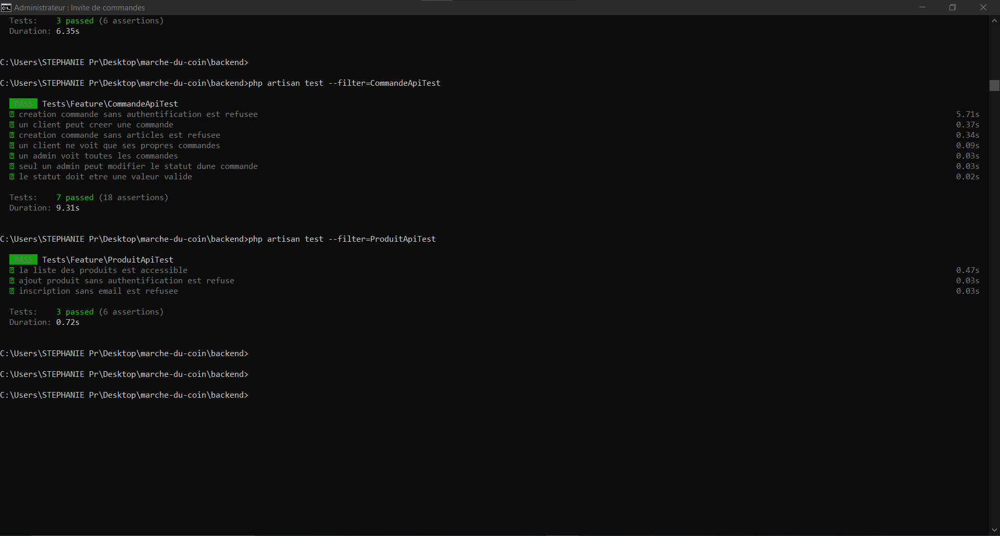 Administrateur : Invite de commandes
Tests:    3 passed (6 assertions)
Duration: 6.35s
C:\Users\STEPHANIE Pr\Desktop\marche-du-coin\backend>
C:\Users\STEPHANIE Pr\Desktop\marche-du-coin\backend>php artisan test --filter=CommandeApiTest
PASS Tests\Feature\CommandeApiTest
creation commande sans authentification est refusee 5.71s
un client peut creer une commande 0.37s
creation commande sans articles est refusee 0.34s
un client ne voit que ses propres commandes 0.09s
un admin voit toutes les commandes 0.03s
seul un admin peut modifier le statut dune commande 0.03s
le statut doit etre une valeur valide 0.02s
Tests:    7 passed (18 assertions)
Duration: 9.31s
C:\Users\STEPHANIE Pr\Desktop\marche-du-coin\backend>php artisan test --filter=ProduitApiTest
PASS Tests\Feature\ProduitApiTest
la liste des produits est accessible 0.47s
ajout produit sans authentification est refuse 0.03s
inscription sans email est refusee 0.03s
Tests:    3 passed (6 assertions)
Duration: 0.72s
C:\Users\STEPHANIE Pr\Desktop\marche-du-coin\backend>
C:\Users\STEPHANIE Pr\Desktop\marche-du-coin\backend>
C:\Users\STEPHANIE Pr\Desktop\marche-du-coin\backend>